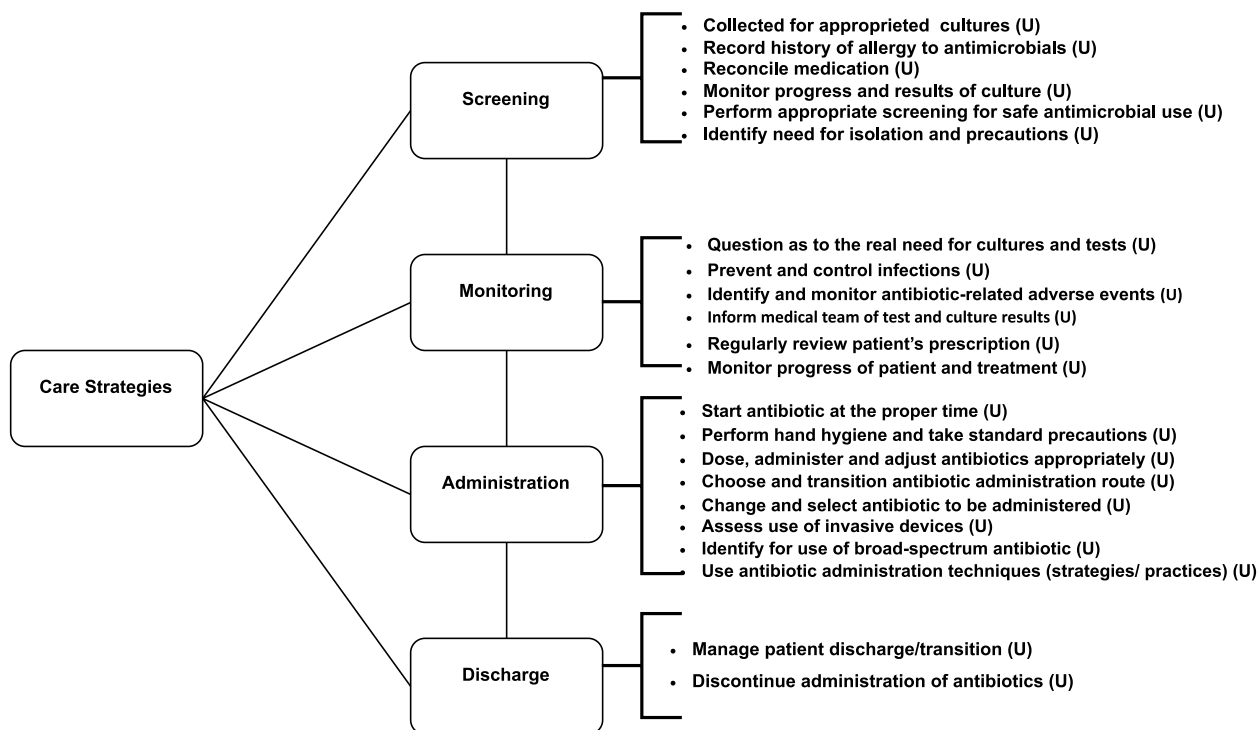 Care Strategies
Screening
• Collected for approprieted cultures (U)
• Record history of allergy to antimicrobials (U)
• Reconcile medication (U)
• Monitor progress and results of culture (U)
• Perform appropriate screening for safe antimicrobial use (U)
• Identify need for isolation and precautions (U)
Monitoring
• Question as to the real need for cultures and tests (U)
• Prevent and control infections (U)
• Identify and monitor antibiotic-related adverse events (U)
• Inform medical team of test and culture results (U)
• Regularly review patient's prescription (U)
• Monitor progress of patient and treatment (U)
Administration
• Start antibiotic at the proper time (U)
• Perform hand hygiene and take standard precautions (U)
• Dose, administer and adjust antibiotics appropriately (U)
• Choose and transition antibiotic administration route (U)
• Change and select antibiotic to be administered (U)
• Assess use of invasive devices (U)
• Identify for use of broad-spectrum antibiotic (U)
• Use antibiotic administration techniques (strategies/ practices) (U)
Discharge
• Manage patient discharge/transition (U)
• Discontinue administration of antibiotics (U)